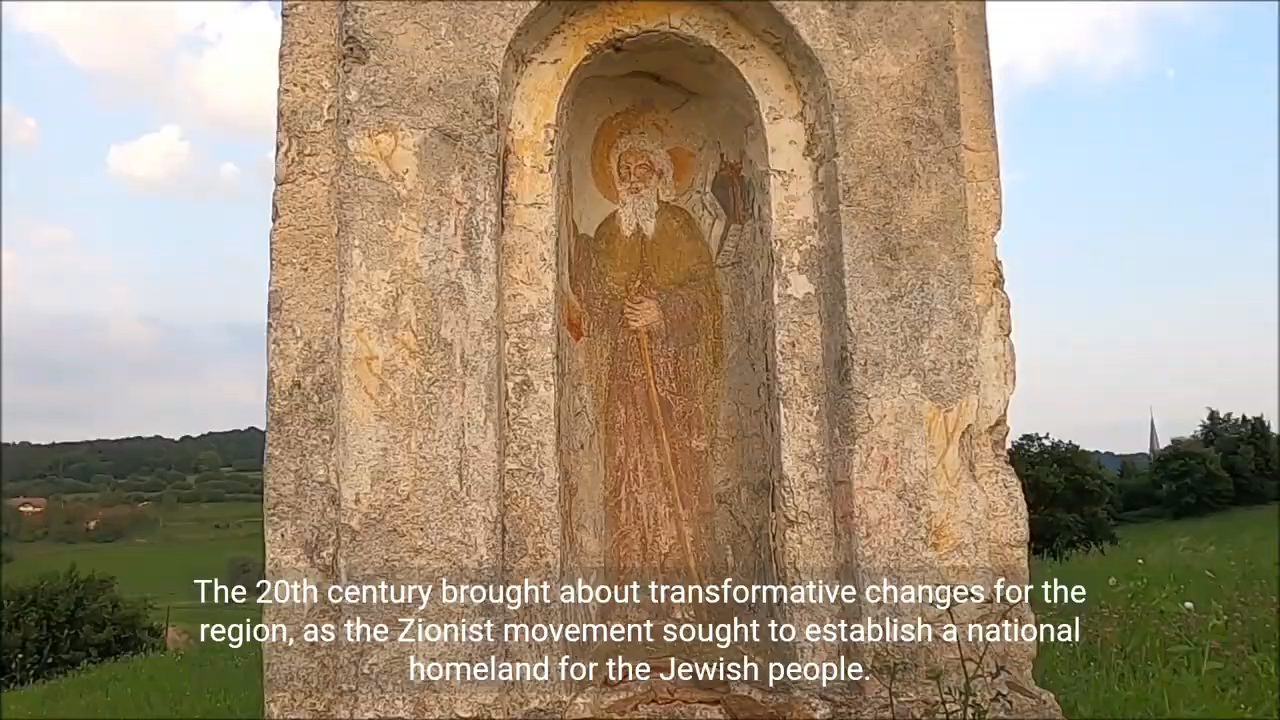 The 20th century brought about transformative changes for the
region, as the Zionist movement sought to establish a national
homeland for the Jewish people.